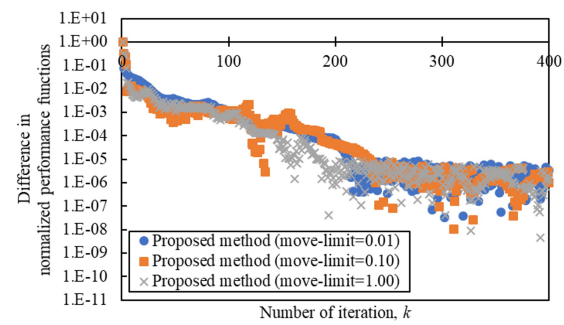 1.E+01
1.E+00
1.E-01
1.E-02
1.E-03
1.E-04
1.E-05
1.E-06
1.E-07
1.E-08
1.E-09
1.E-10
1.E-11
0
100
200
300
400
Difference in
normalized performance functions
Proposed method (move-limit=0.01)
Proposed method (move-limit=0.10)
Proposed method (move-limit=1.00)
Number of iteration, k